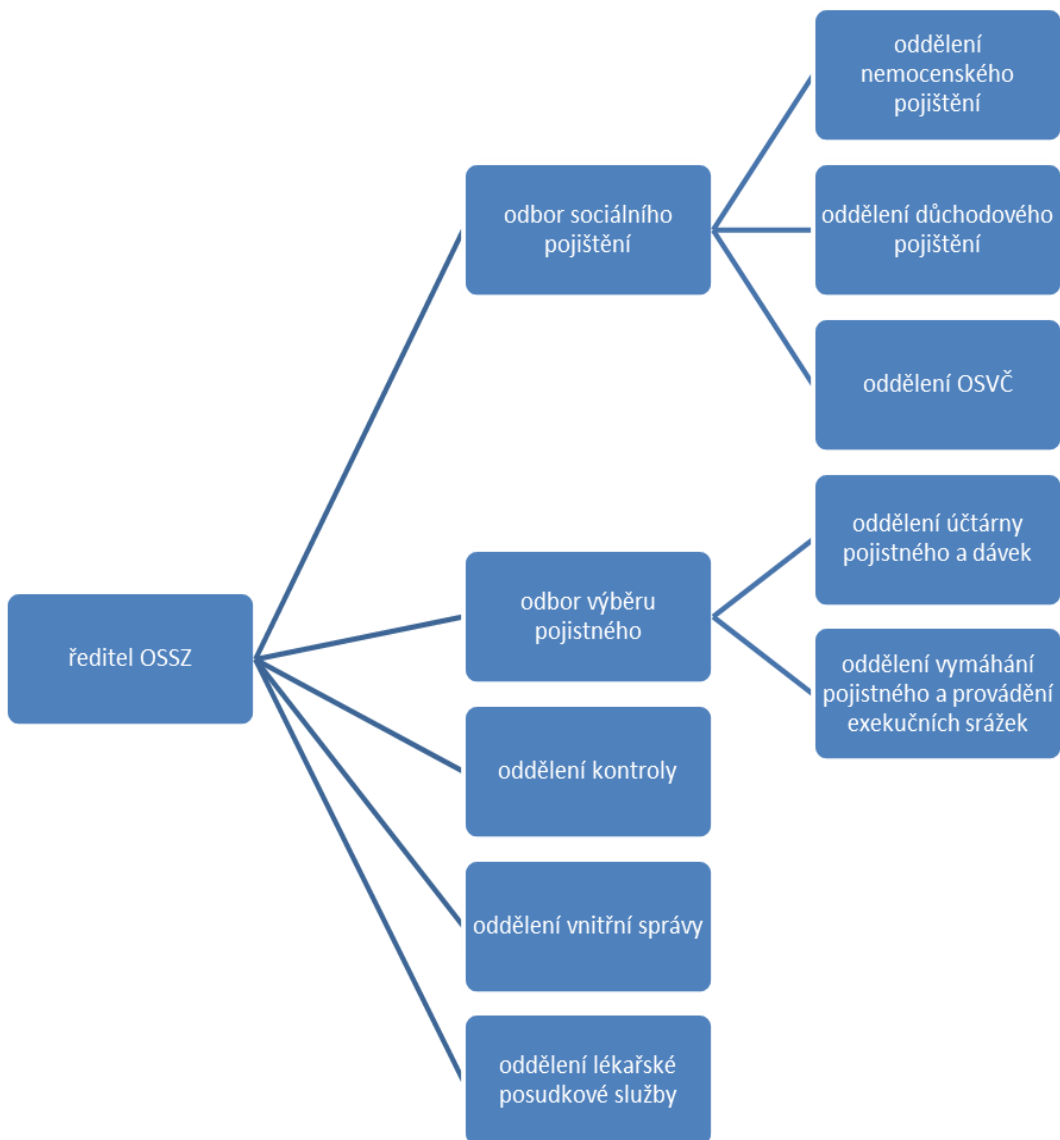 ředitel OSSZ
odbor sociálního
pojištění
oddělení
nemocenského
pojištění
oddělení důchodového
pojištění
oddělení OSVČ
odbor výběru
pojistného
oddělení účtárny
pojistného a dávek
oddělení vymáhání
pojistného a provádění
exekučních srážek
oddělení kontroly
oddělení vnitřní správy
oddělení lékařské
posudkové služby